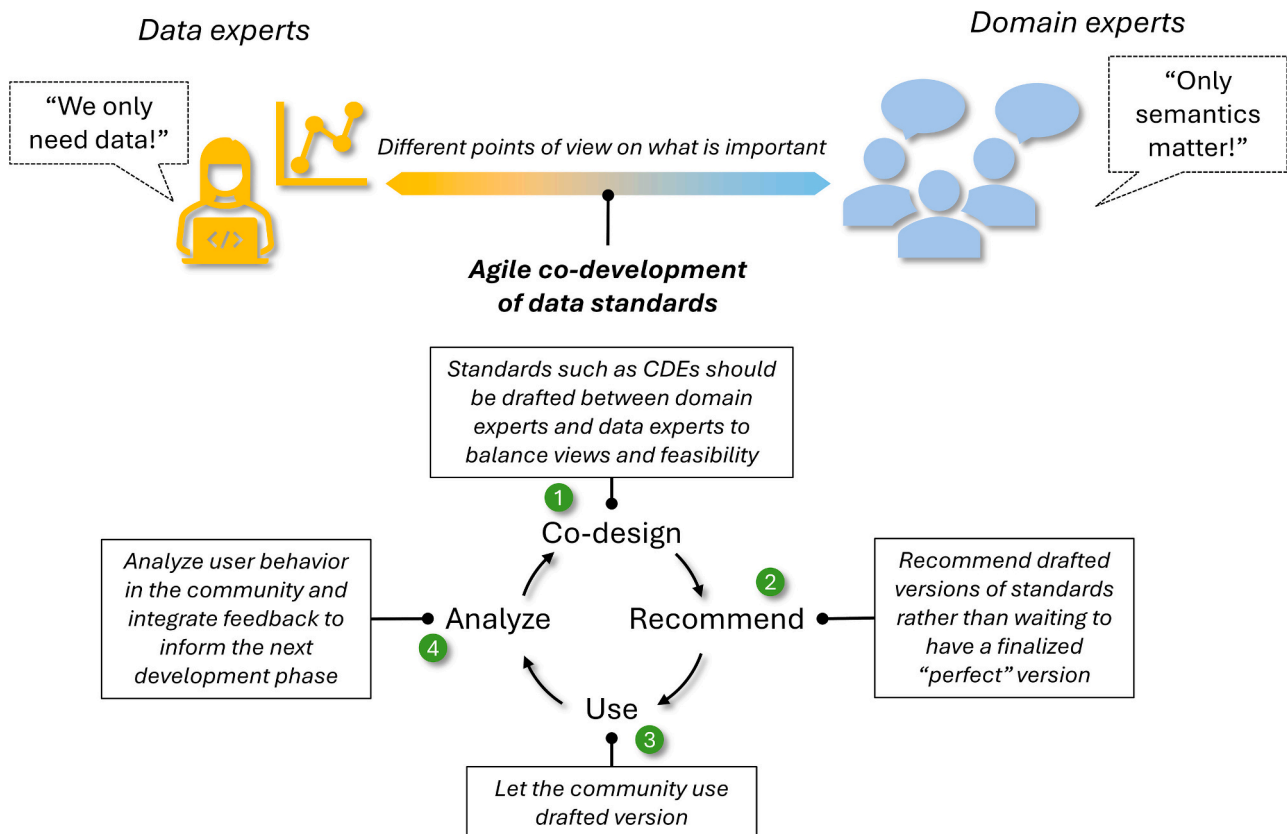 Data experts
Domain experts
“We only
need data!”
</>
Different points of view on what is important
“Only
semantics
matter!”
Agile co-development
of data standards
Standards such as CDEs should
be drafted between domain
experts and data experts to
balance views and feasibility
1
Co-design
2
Recommend
Recommend drafted
versions of standards
rather than waiting to
have a finalized
“perfect” version
Use
3
Let the community use
drafted version
Analyze
4
Analyze user behavior
in the community and
integrate feedback to
inform the next
development phase